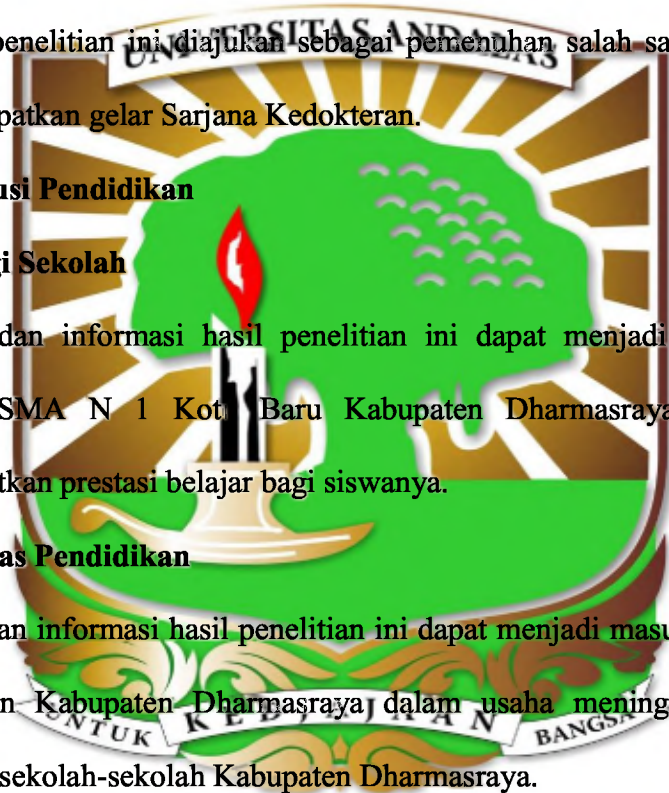 UNIVERSITAS ANDALAS
penelitian ini diajukan sebagai pemenuhan salah sa
patkan gelar Sarjana Kedokteran.
usi Pendidikan
gi Sekolah
dan informasi hasil penelitian ini dapat menjadi
SMA N 1 Koto Baru Kabupaten Dharmasraya
tkan prestasi belajar bagi siswanya.
as Pendidikan
an informasi hasil penelitian ini dapat menjadi masu
n Kabupaten Dharmasraya dalam usaha mening
UNTUK KEDJAJAAN BANGSA
sekolah-sekolah Kabupaten Dharmasraya.